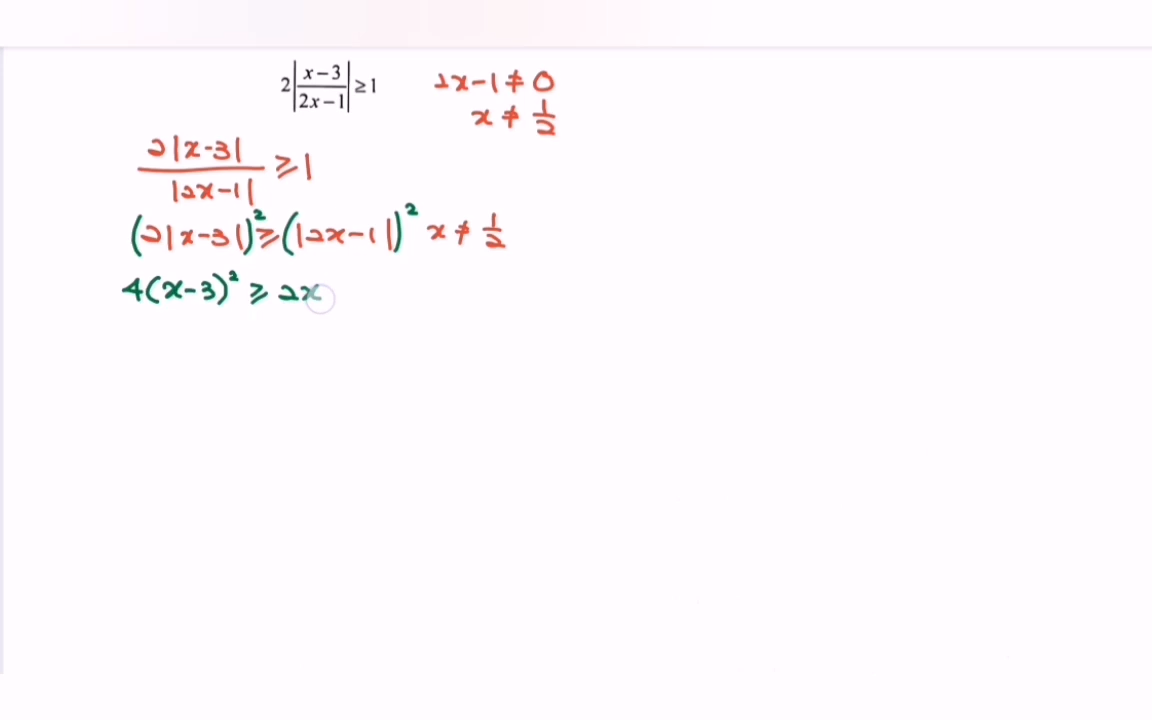 2|x−3/2x−1| ≥ 1 2x−1 ≠ 0
x ≠ 1/2
2|x−3|/|2x−1| ≥ 1
(2|x−3|)² ≥ (|2x−1|)² x ≠ 1/2
4(x−3)² ≥ 2x